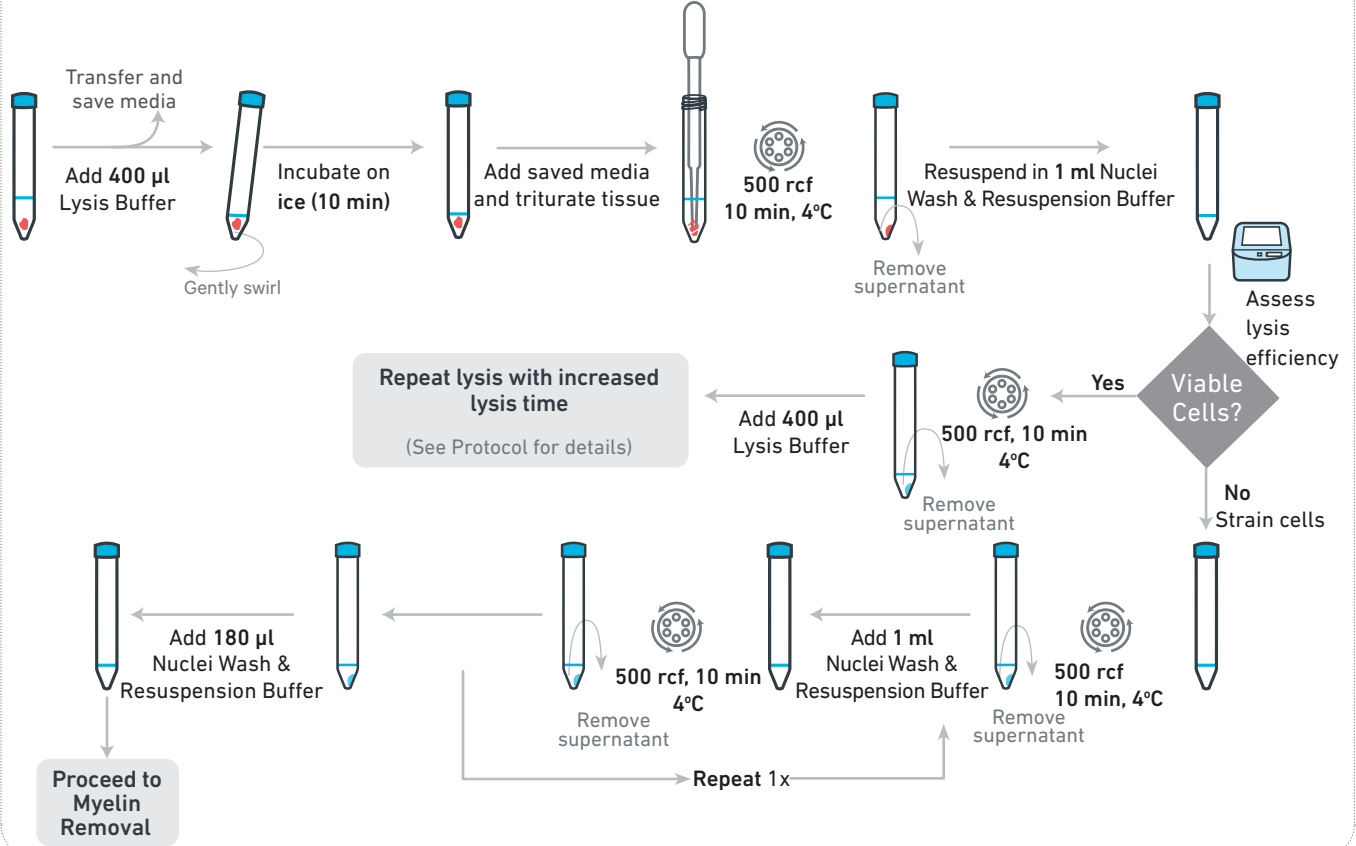 Transfer and
save media
Add 400 µl
Lysis Buffer
Gently swirl
Incubate on
ice (10 min)
Add saved media
and triturate tissue
500 rcf
10 min, 4ºC
Remove
supernatant
Resuspend in 1 ml Nuclei
Wash & Resuspension Buffer
Assess
lysis
efficiency
Viable
Cells?
Yes
500 rcf, 10 min
4ºC
Remove
supernatant
Add 400 µl
Lysis Buffer
Repeat lysis with increased
lysis time
(See Protocol for details)
No
Strain cells
500 rcf
10 min, 4ºC
Remove
supernatant
Add 1 ml
Nuclei Wash &
Resuspension Buffer
500 rcf, 10 min
4ºC
Remove
supernatant
Repeat 1x
Add 180 µl
Nuclei Wash &
Resuspension Buffer
Proceed to
Myelin
Removal